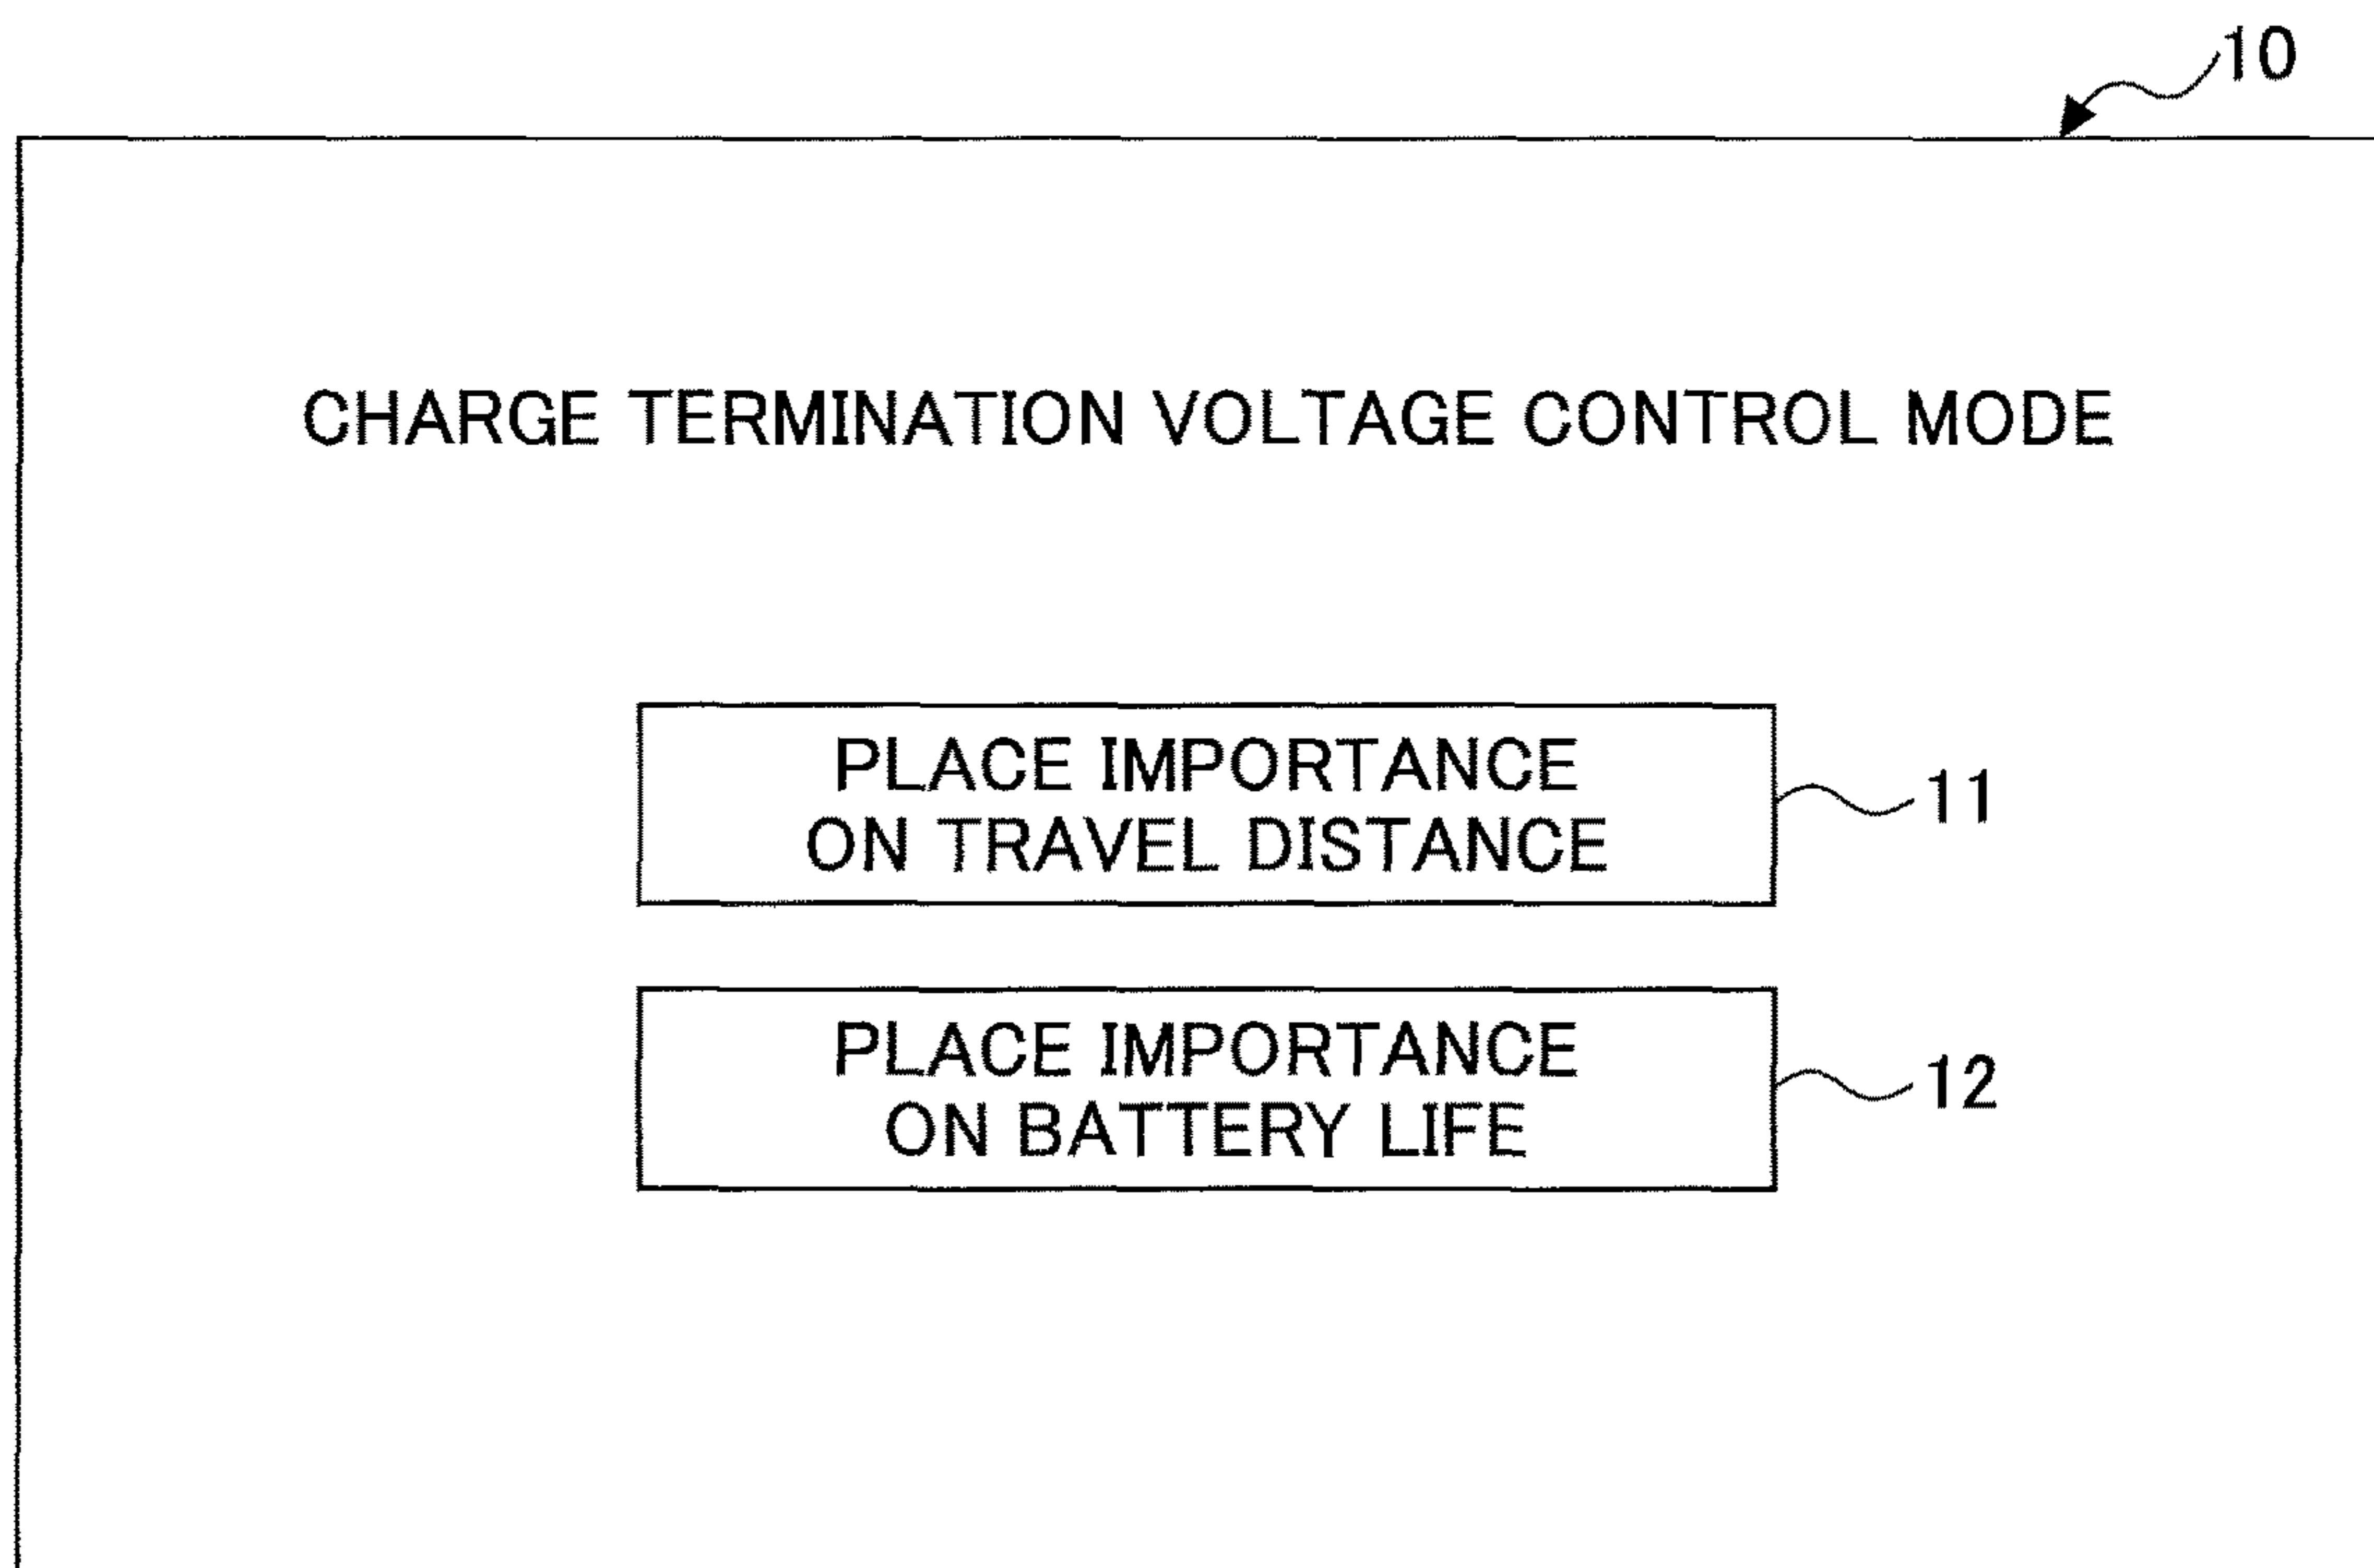 10
CHARGE TERMINATION VOLTAGE CONTROL MODE
PLACE IMPORTANCE
ON TRAVEL DISTANCE
11
PLACE IMPORTANCE
ON BATTERY LIFE
12